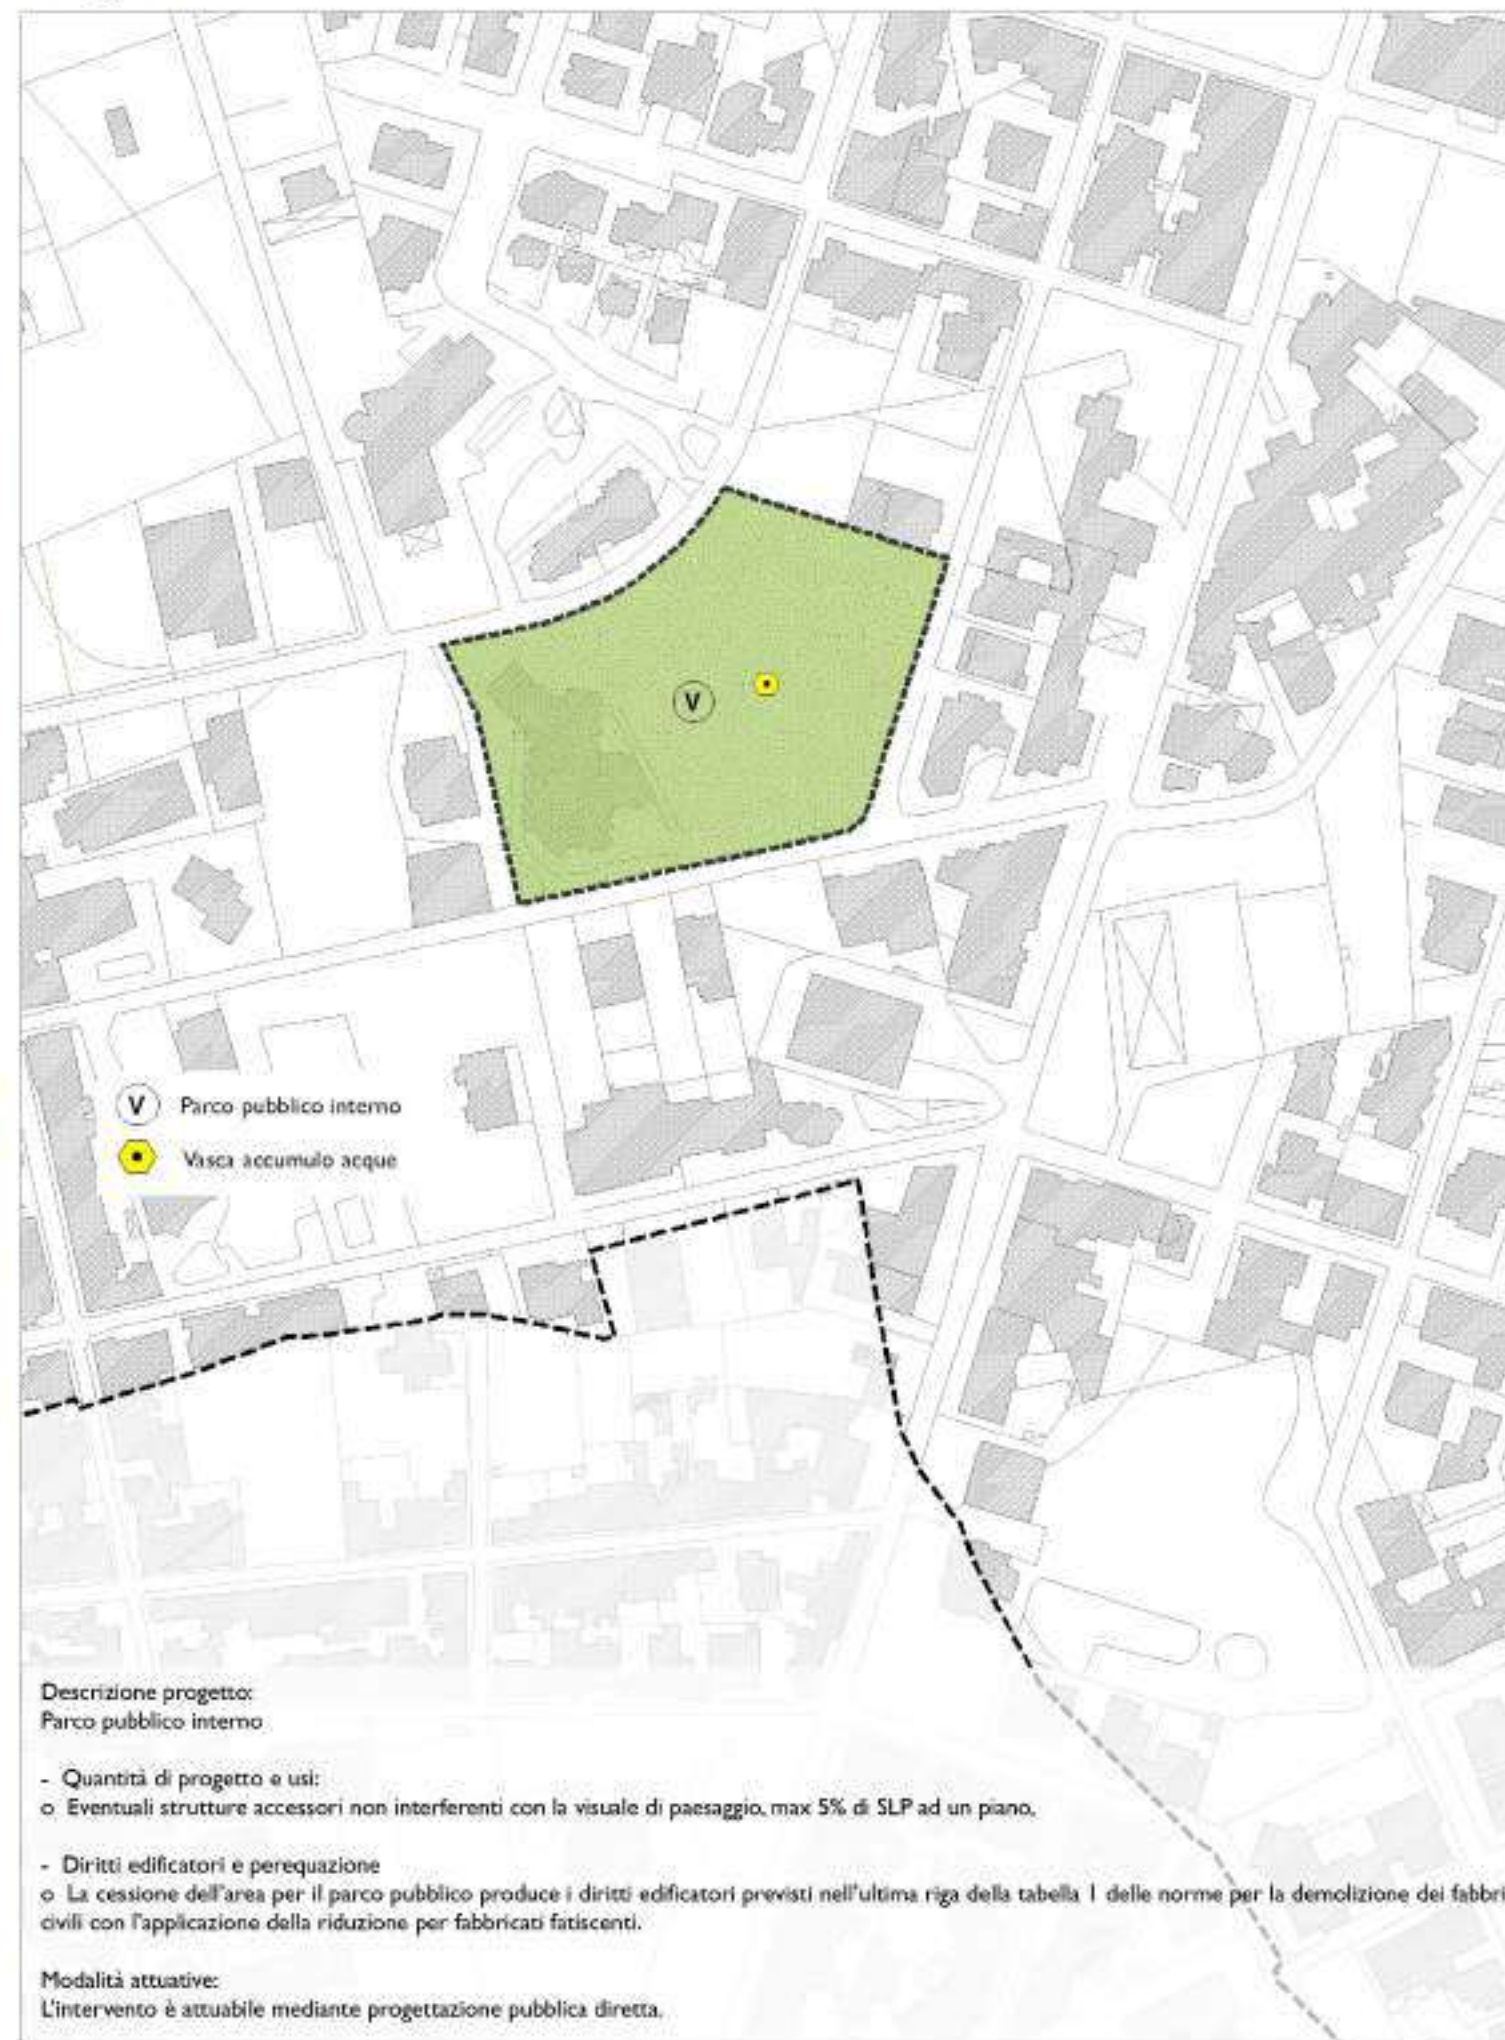 V
V Parco pubblico interno
Vasca accumulo acque
Descrizione progetto:
Parco pubblico interno
- Quantità di progetto e usi:
o Eventuali strutture accessori non interferenti con la visuale di paesaggio, max 5% di SLP ad un piano.
- Diritti edificatori e perequazione
o La cessione dell'area per il parco pubblico produce i diritti edificatori previsti nell'ultima riga della tabella 1 delle norme per la demolizione dei fabbri
civili con l'applicazione della riduzione per fabbricati fatiscenti.
Modalità attuative:
L'intervento è attuabile mediante progettazione pubblica diretta.